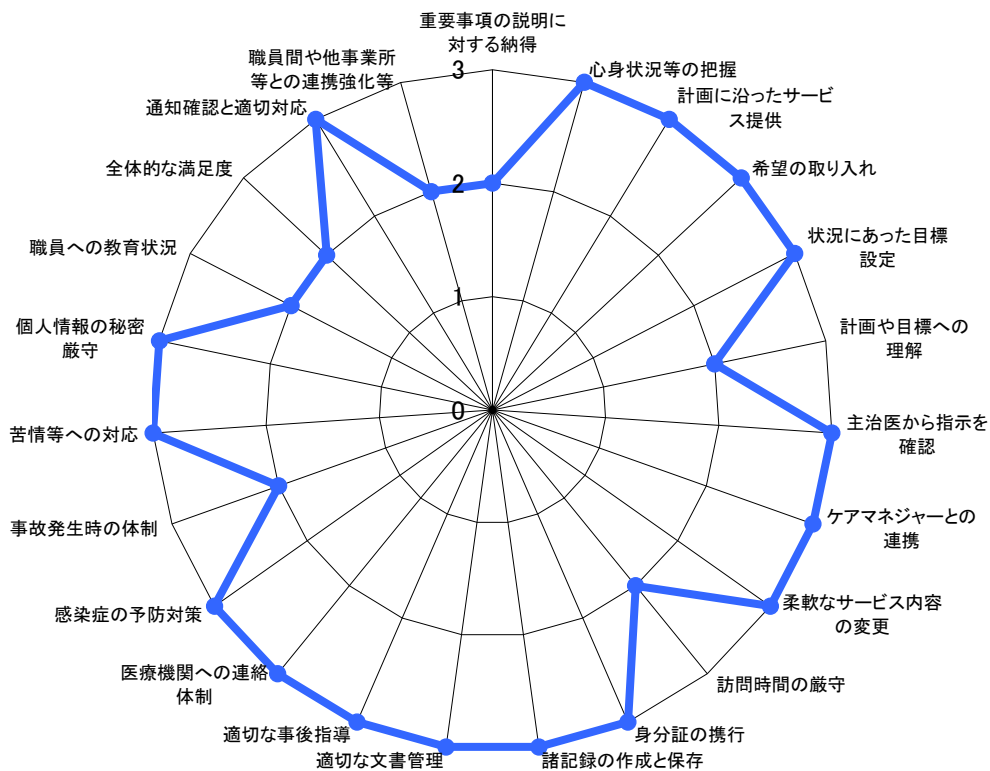 重要事項の説明に
対する納得
心身状況等の把握
計画に沿ったサービ
ス提供
希望の取り入れ
状況にあった目標
設定
計画や目標への
理解
主治医から指示を
確認
ケアマネジャーとの
連携
柔軟なサービス内容
の変更
訪問時間の厳守
身分証の携行
諸記録の作成と保存
適切な文書管理
適切な事後指導
医療機関への連絡
体制
感染症の予防対策
事故発生時の体制
苦情等への対応
個人情報の秘密
厳守
職員への教育状況
全体的な満足度
通知確認と適切対応
職員間や他事業所
等との連携強化等
3
2
1
0